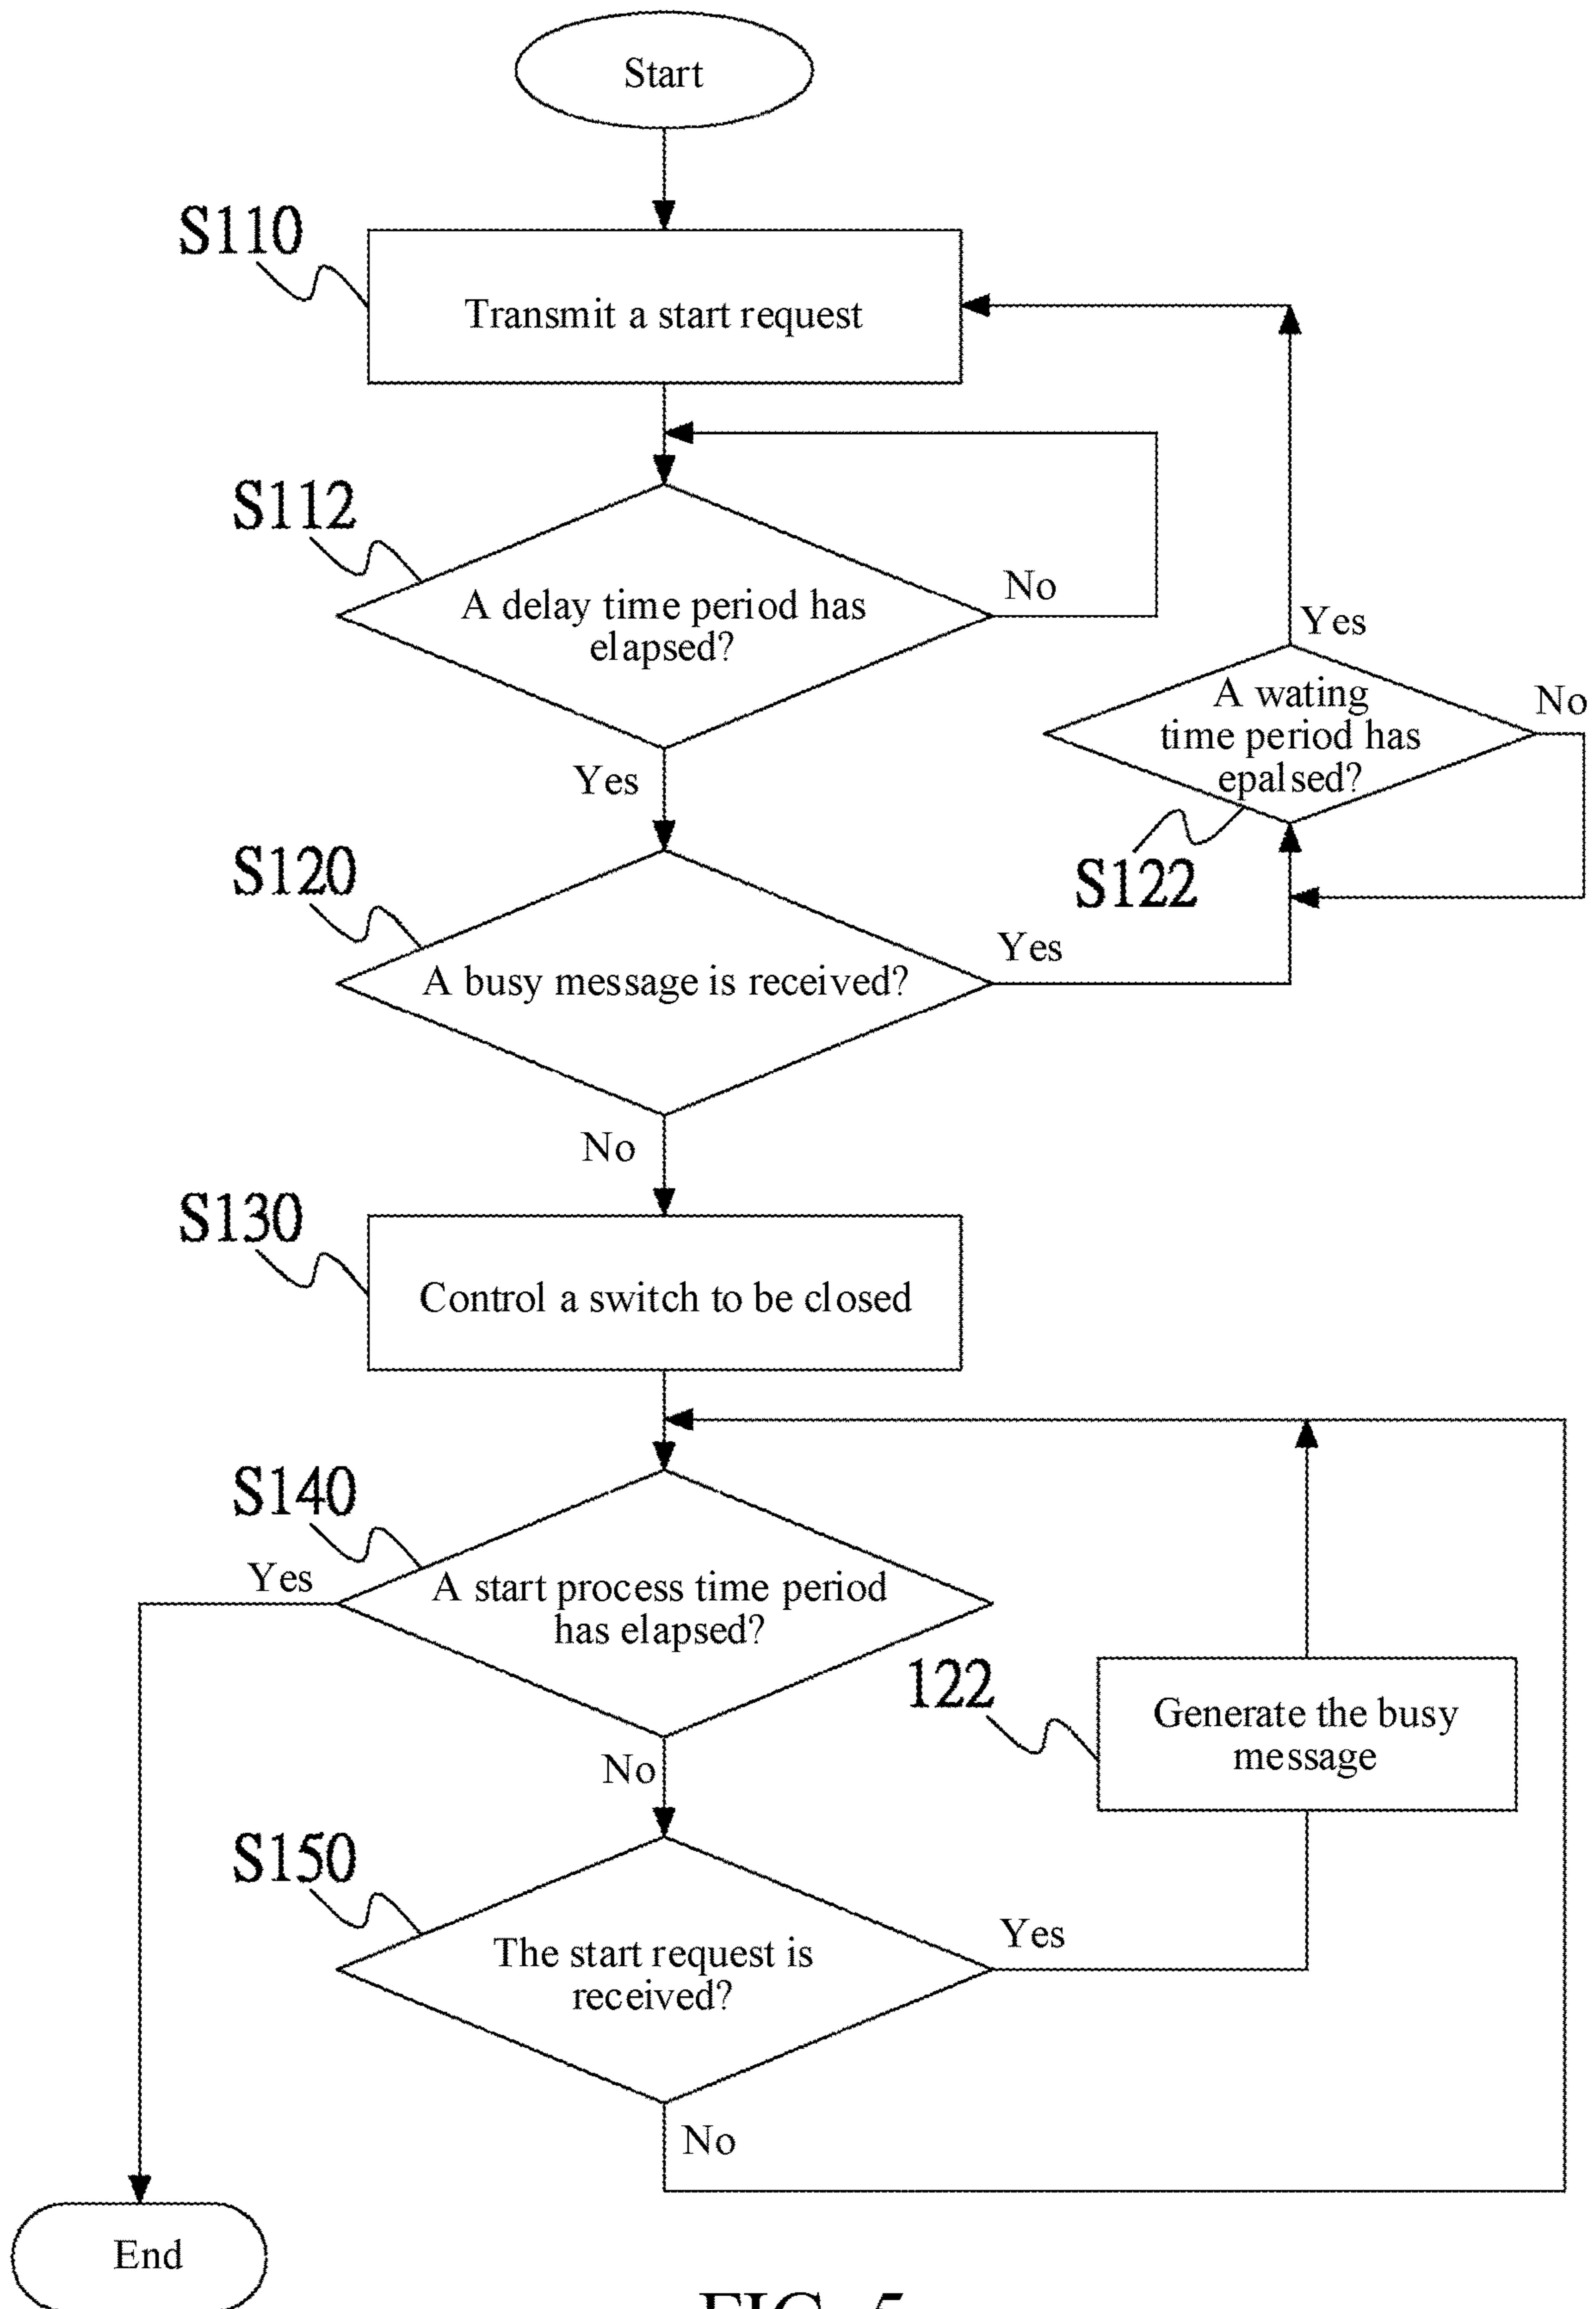 Start
S110
Transmit a start request
S112
A delay time period has
elapsed?
No
Yes
Yes
A wating
time period has
epalsed?
No
S122
S120
A busy message is received?
Yes
No
S130
Control a switch to be closed
S140
Yes
A start process time period
has elapsed?
No
122
Generate the busy
message
S150
The start request is
received?
Yes
No
End
FIG. 5